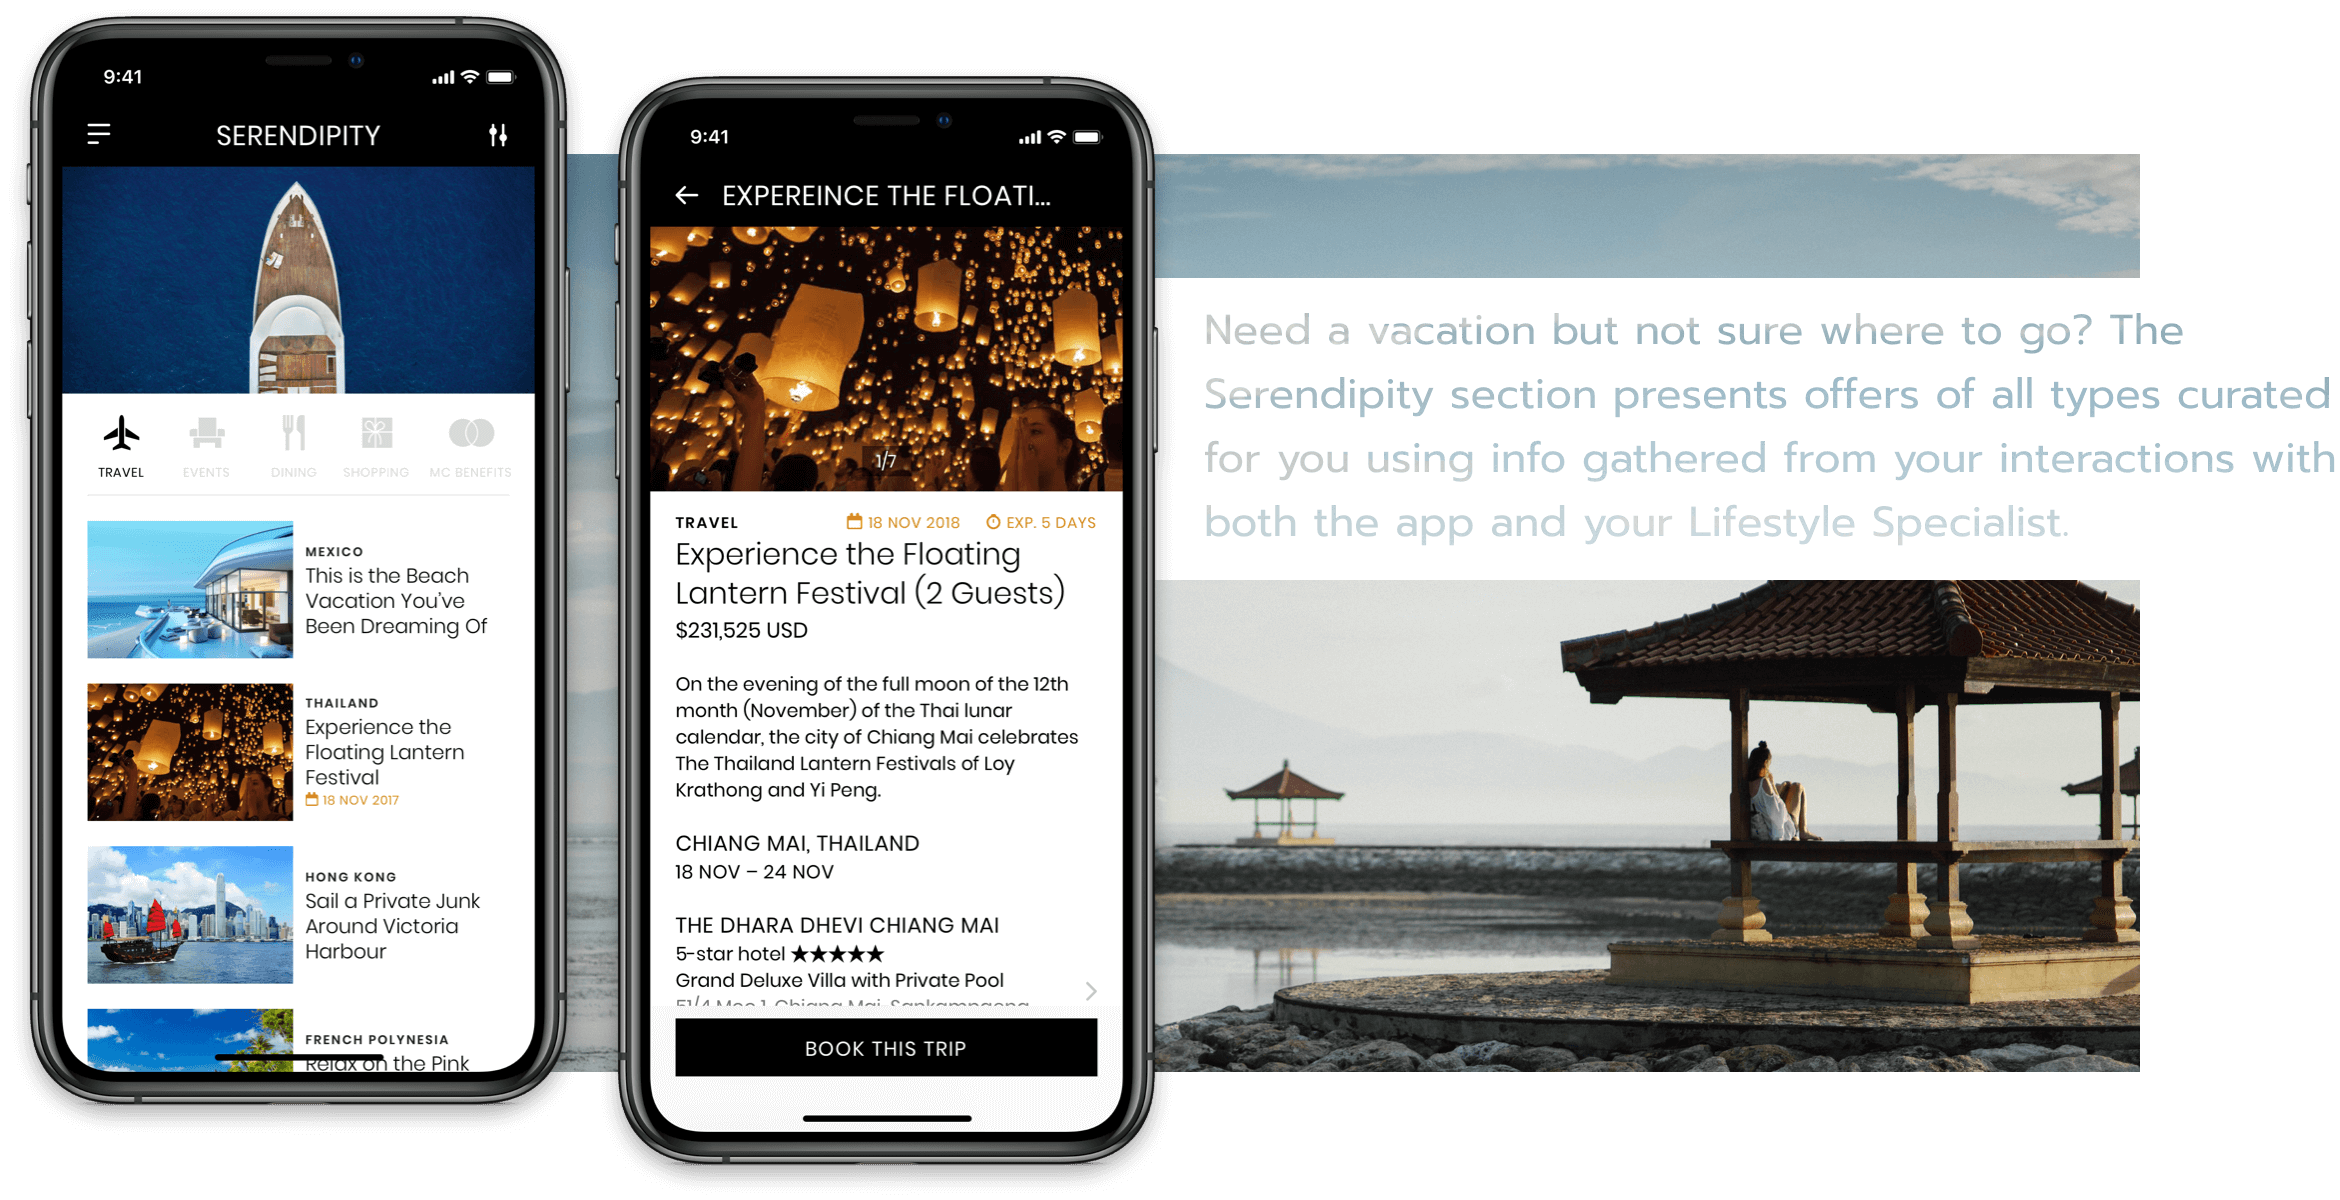 9:41
SERENDIPITY
TRAVEL
EVENTS
DINING
SHOPPING
MC BENEFITS
MEXICO
This is the Beach
Vacation You've
Been Dreaming Of
THAILAND
Experience the
Floating Lantern
Festival
18 NOV 2017
HONG KONG
Sail a Private Junk
Around Victoria
Harbour
FRENCH POLYNESIA
Relax on the Pink
9:41
EXPEREINCE THE FLOATI...
1/7
TRAVEL 18 NOV 2018 EXP. 5 DAYS
Experience the Floating
Lantern Festival (2 Guests)
$231,525 USD
On the evening of the full moon of the 12th
month (November) of the Thai lunar
calendar, the city of Chiang Mai celebrates
The Thailand Lantern Festivals of Loy
Krathong and Yi Peng.
CHIANG MAI, THAILAND
18 NOV – 24 NOV
THE DHARA DHEVI CHIANG MAI
5-star hotel ★★★★★
Grand Deluxe Villa with Private Pool
51/4 Moo 1, Chiang Mai-Sankampaeng
BOOK THIS TRIP
Need a vacation but not sure where to go? The
Serendipity section presents offers of all types curated
for you using info gathered from your interactions with
both the app and your Lifestyle Specialist.